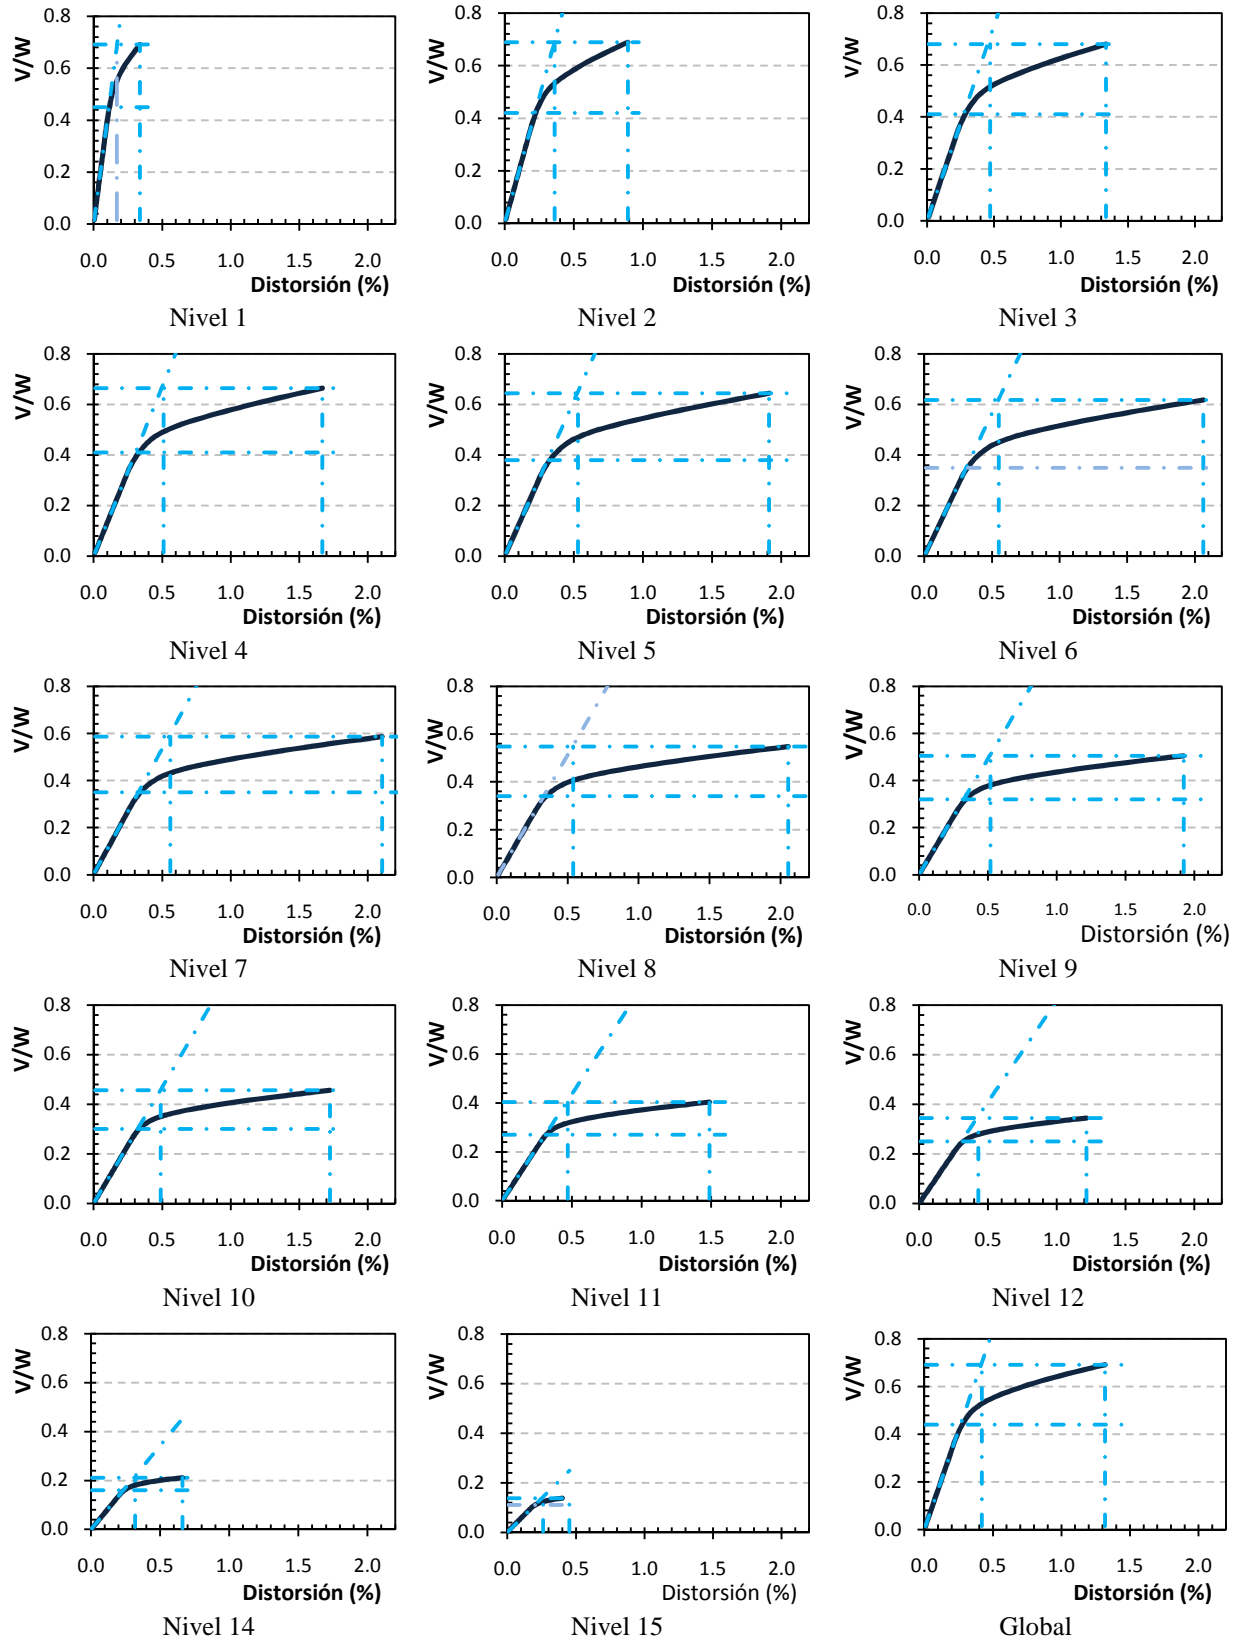 0.8 0.8 0.8
V/W V/W V/W
0.6 0.6 0.6
0.4 0.4 0.4
0.2 0.2 0.2
0.0 0.0 0.0
0.0 0.5 1.0 1.5 2.0 0.0 0.5 1.0 1.5 2.0 0.0 0.5 1.0 1.5 2.0
Distorsión (%) Distorsión (%) Distorsión (%)
Nivel 1 Nivel 2 Nivel 3
0.8 0.8 0.8
V/W V/W V/W
0.6 0.6 0.6
0.4 0.4 0.4
0.2 0.2 0.2
0.0 0.0 0.0
0.0 0.5 1.0 1.5 2.0 0.0 0.5 1.0 1.5 2.0 0.0 0.5 1.0 1.5 2.0
Distorsión (%) Distorsión (%) Distorsión (%)
Nivel 4 Nivel 5 Nivel 6
0.8 0.8 0.8
V/W V/W V/W
0.6 0.6 0.6
0.4 0.4 0.4
0.2 0.2 0.2
0.0 0.0 0.0
0.0 0.5 1.0 1.5 2.0 0.0 0.5 1.0 1.5 2.0 0.0 0.5 1.0 1.5 2.0
Distorsión (%) Distorsión (%) Distorsión (%)
Nivel 7 Nivel 8 Nivel 9
0.8 0.8 0.8
V/W V/W V/W
0.6 0.6 0.6
0.4 0.4 0.4
0.2 0.2 0.2
0.0 0.0 0.0
0.0 0.5 1.0 1.5 2.0 0.0 0.5 1.0 1.5 2.0 0.0 0.5 1.0 1.5 2.0
Distorsión (%) Distorsión (%) Distorsión (%)
Nivel 10 Nivel 11 Nivel 12
0.8 0.8 0.8
V/W V/W V/W
0.6 0.6 0.6
0.4 0.4 0.4
0.2 0.2 0.2
0.0 0.0 0.0
0.0 0.5 1.0 1.5 2.0 0.0 0.5 1.0 1.5 2.0 0.0 0.5 1.0 1.5 2.0
Distorsión (%) Distorsión (%) Distorsión (%)
Nivel 14 Nivel 15 Global